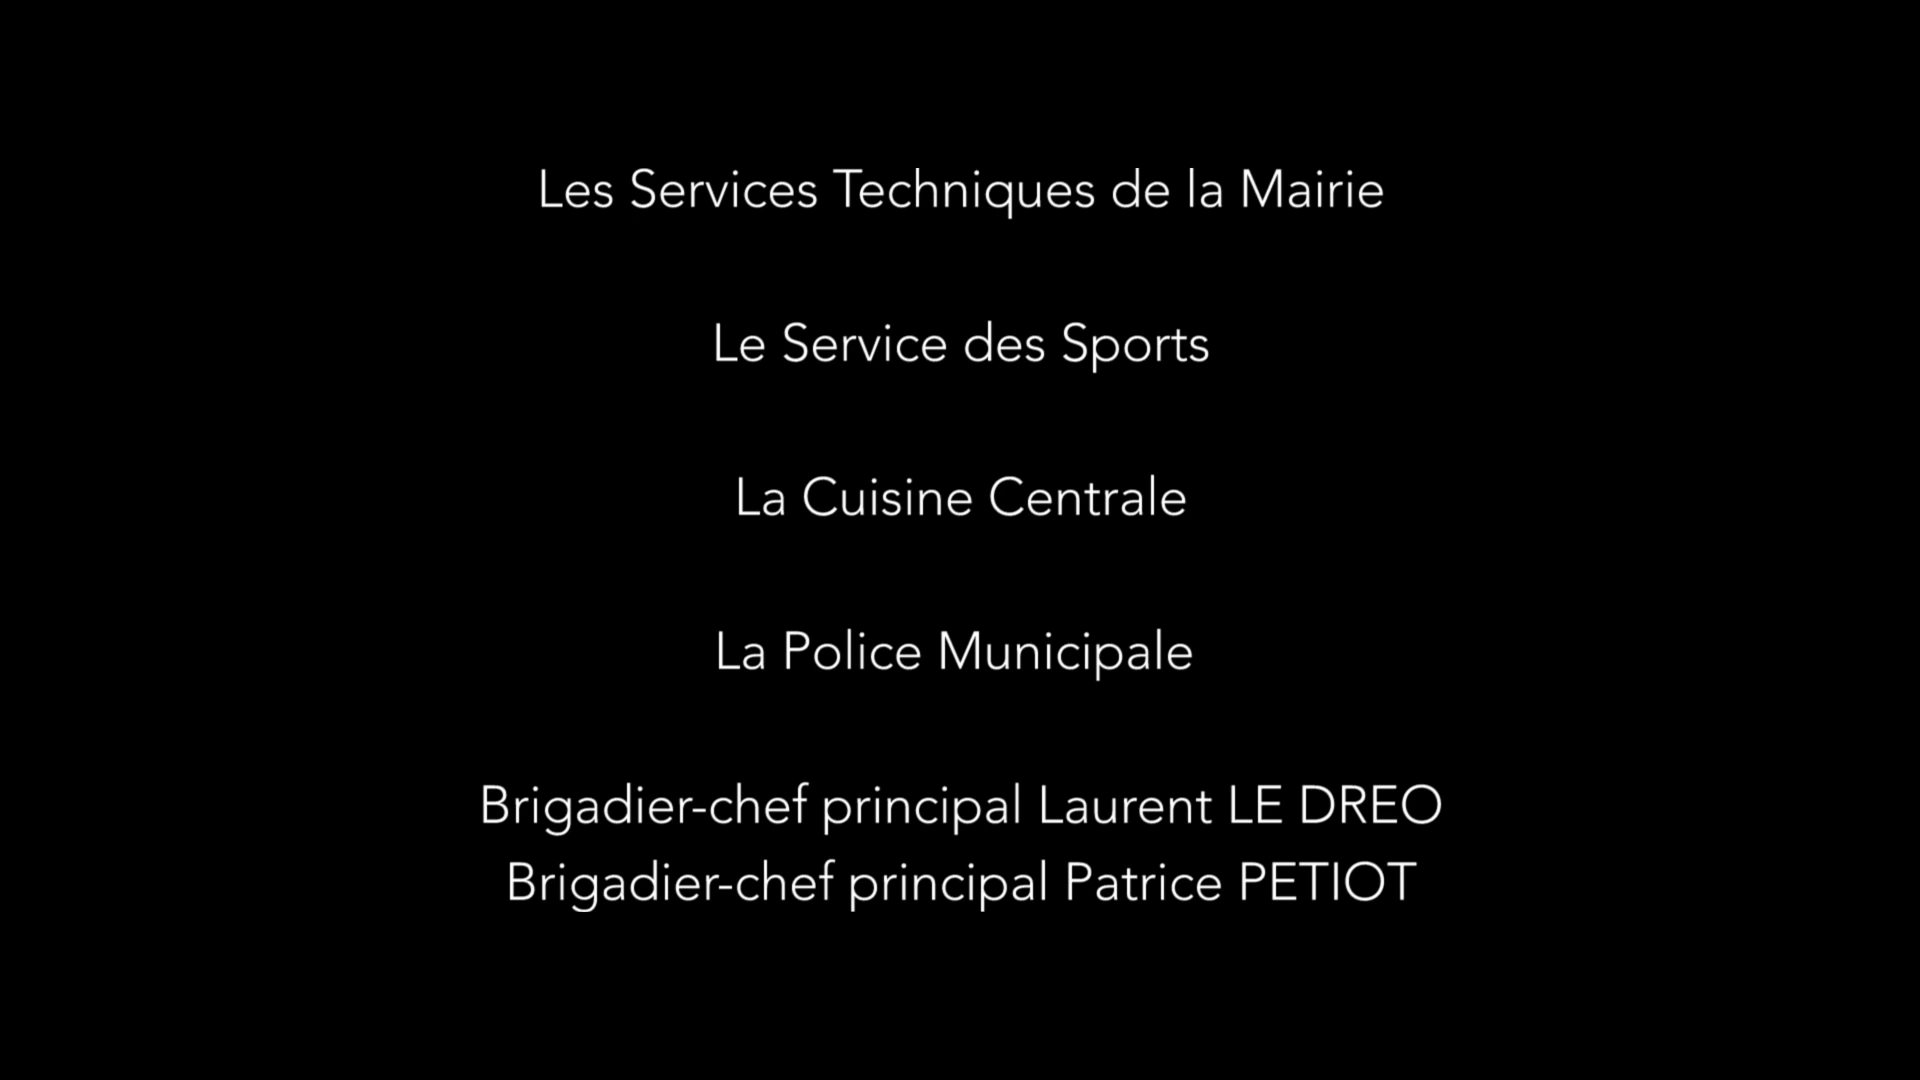 Les Services Techniques de la Mairie
Le Service des Sports
La Cuisine Centrale
La Police Municipale
Brigadier-chef principal Laurent LE DREO
Brigadier-chef principal Patrice PETIOT